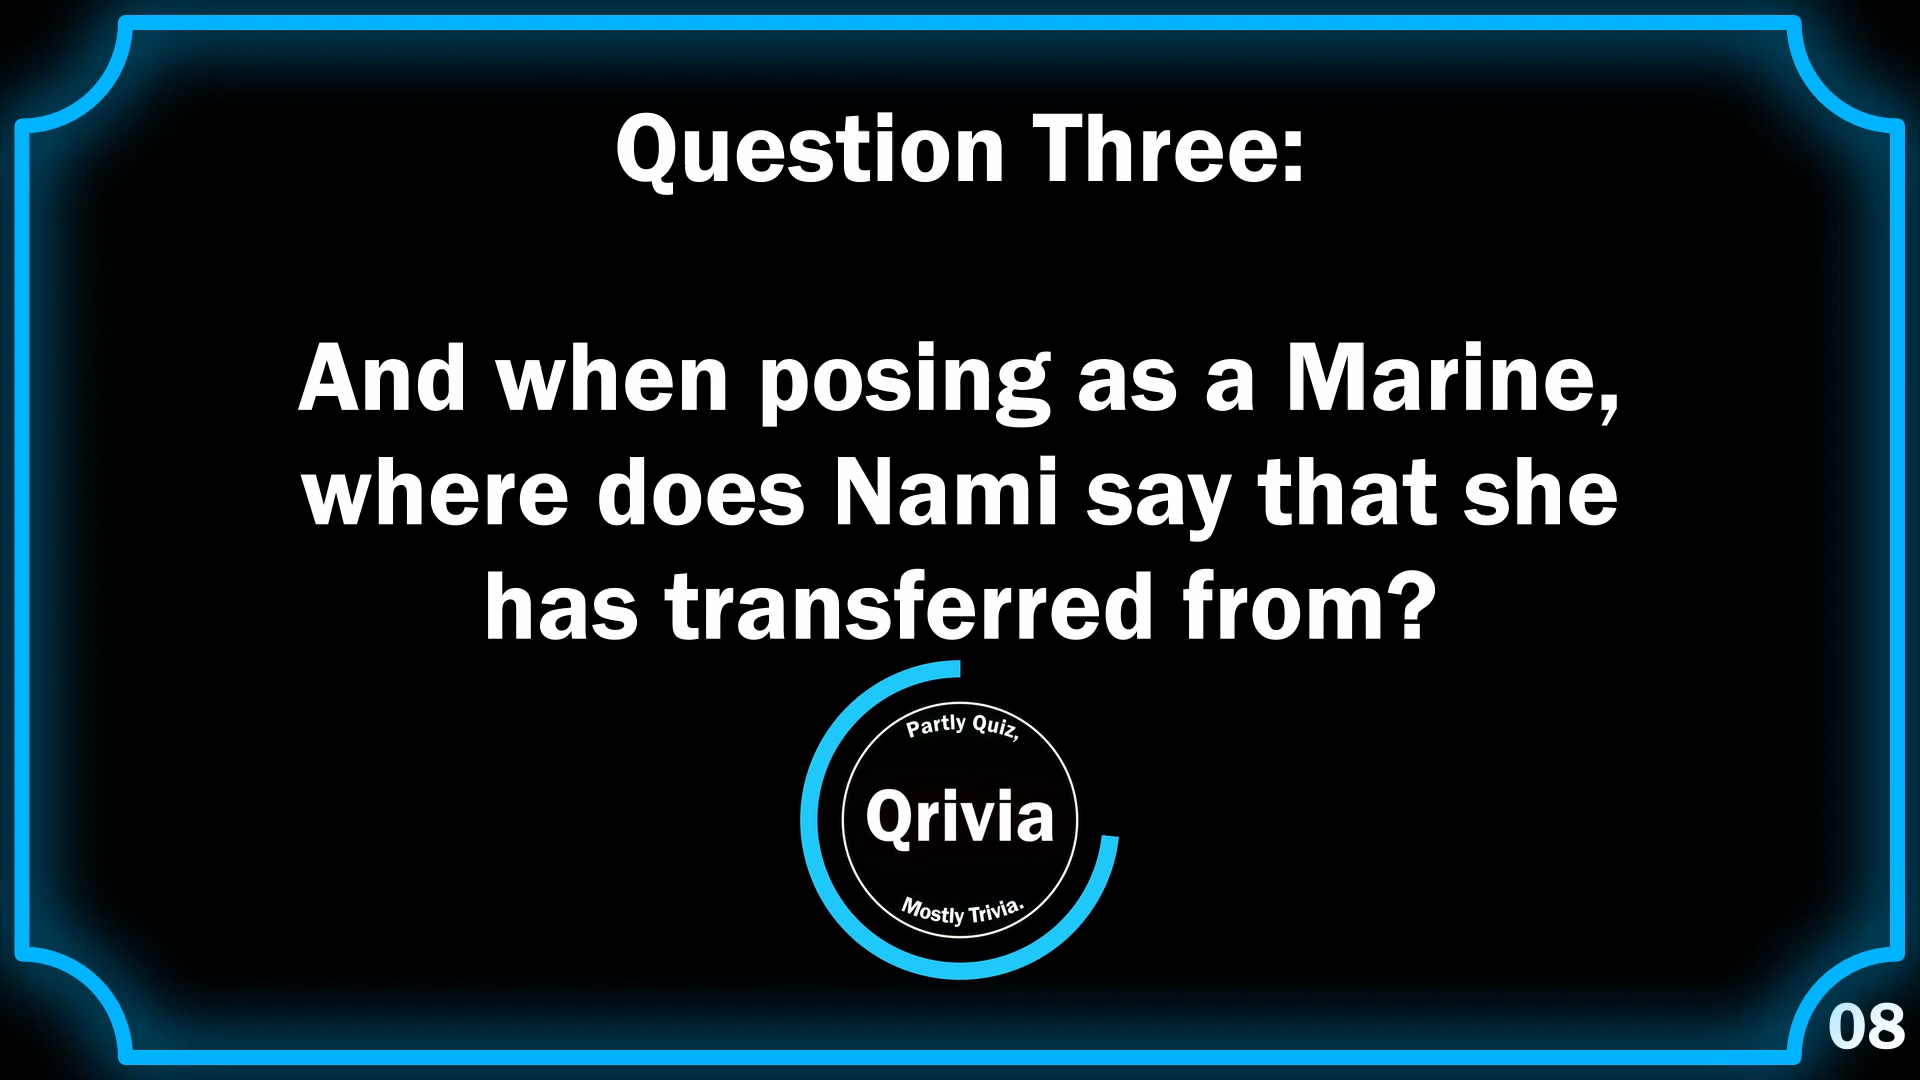 Question Three:
And when posing as a Marine,
where does Nami say that she
has transferred from?
Partly Quiz,
Qrivia
Mostly Trivia.
08